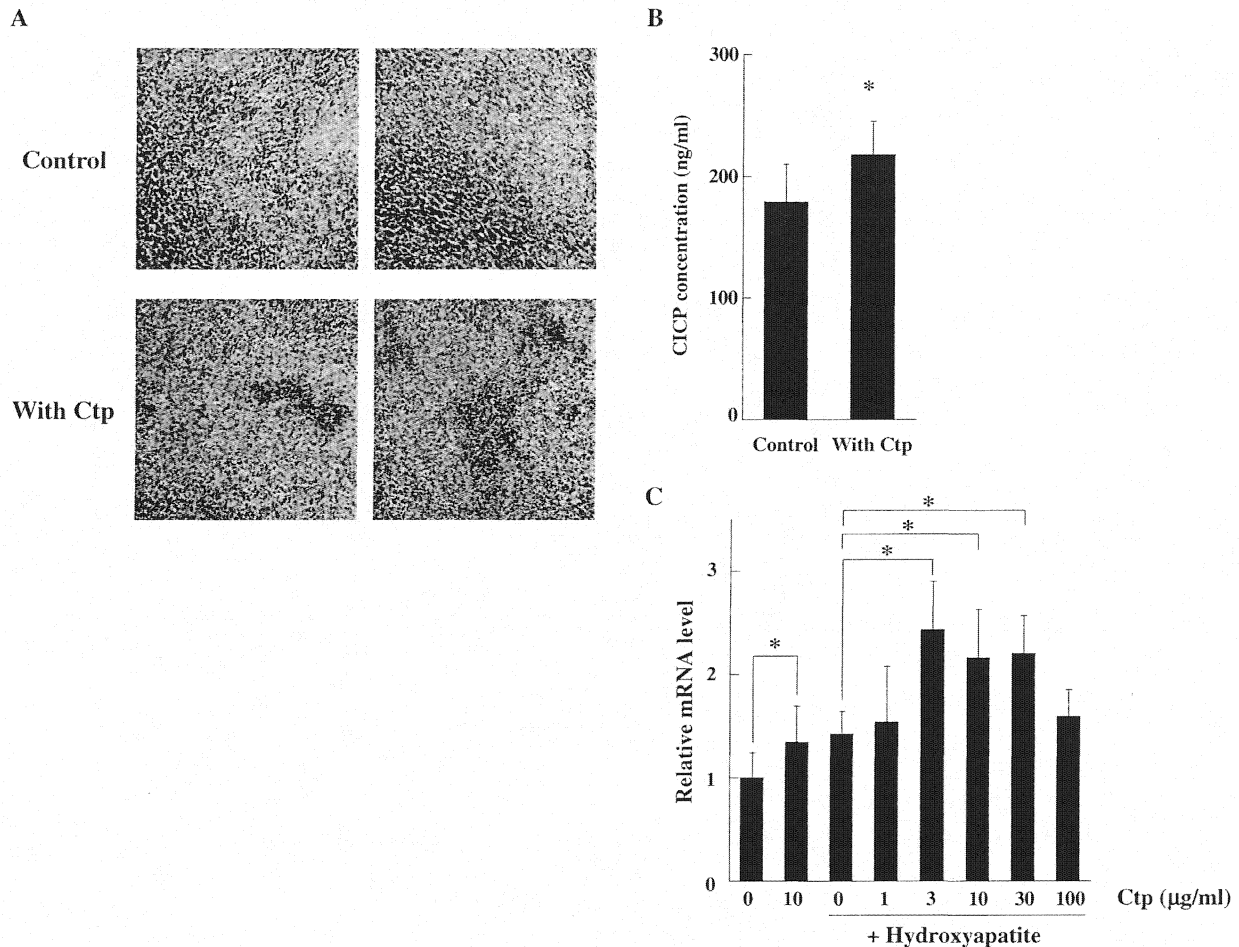 A
Control
With Ctp
B
CICP concentration (ng/ml)
300
200
100
0
*
Control With Ctp
C
Relative mRNA level
3
2
1
0
*
*
*
*
0 10 0 1 3 10 30 100 Ctp (μg/ml)
+ Hydroxyapatite